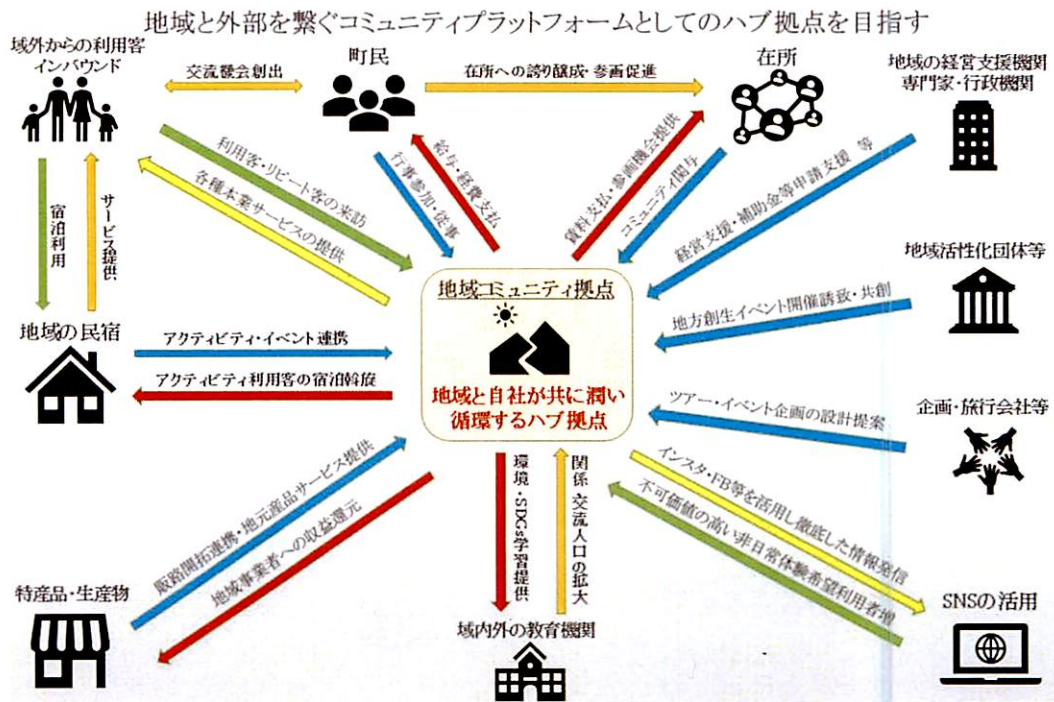 地域と外部を繋ぐコミュニティプラットフォームとしてのハブ拠点を目指す
域外からの利用客
インバウンド
交流機会創出
町民
在所への誇り醸成・参画促進
在所
地域の経営支援機関
専門家・行政機関
利用客・リピート客の来訪
各種本業サービスの提供
行事参加・従事
給与・経費支払
賃料支払・参画機会提供
コミュニティ関与
経営支援・補助金等申請支援 等
宿泊利用
サービス提供
地域活性化団体等
地域コミュニティ拠点
地方創生イベント開催誘致・共創
地域の民宿
アクティビティ・イベント連携
アクティビティ利用客の宿泊斡旋
地域と自社が共に潤い
循環するハブ拠点
ツアー・イベント企画の設計提案
企画・旅行会社等
販路開拓連携・地元産品サービス提供
地域事業者への収益還元
環境・SDGs学習提供
関係・交流人口の拡大
インスタ・FB等を活用し徹底した情報発信
不可価値の高い非日常体験希望利用者増
特産品・生産物
域内外の教育機関
SNSの活用